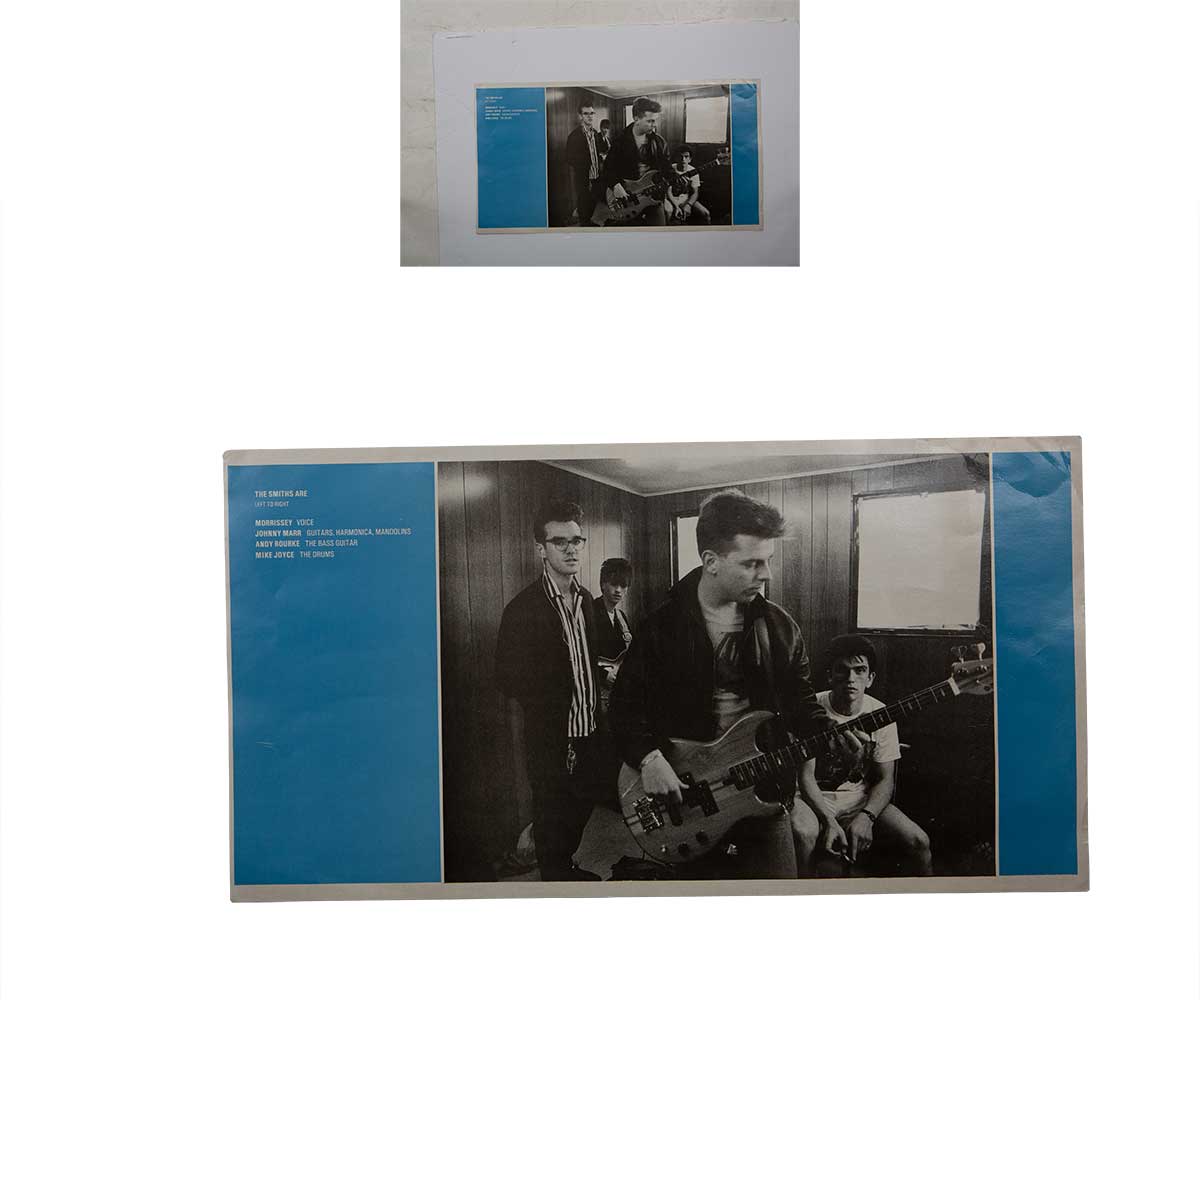 THE SMITHS ARE
LEFT TO RIGHT
MORRISSEY VOICE
JOHNNY MARR GUITARS, HARMONICA, MANDOLINS
ANDY ROURKE THE BASS GUITAR
MIKE JOYCE THE DRUMS